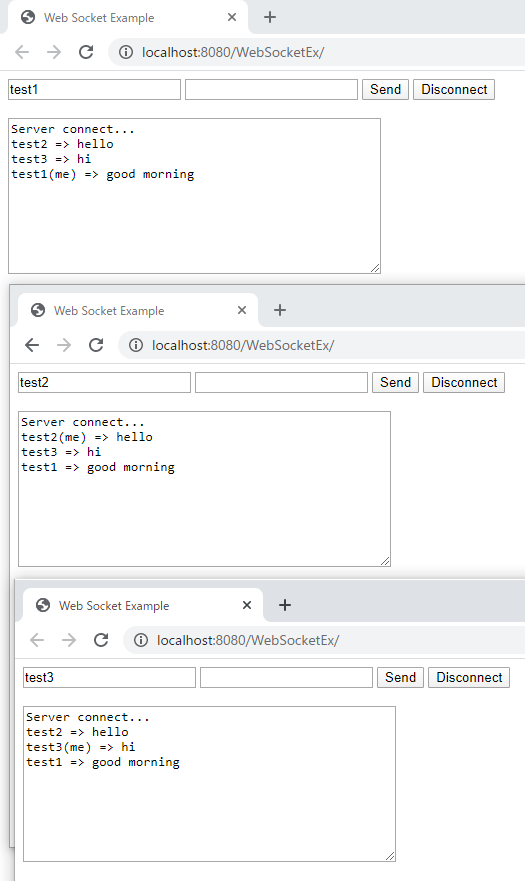 Web Socket Example
localhost:8080/WebSocketEx/
test1 Send Disconnect
Server connect...
test2 => hello
test3 => hi
test1(me) => good morning
Web Socket Example
localhost:8080/WebSocketEx/
test2 Send Disconnect
Server connect...
test2(me) => hello
test3 => hi
test1 => good morning
Web Socket Example
localhost:8080/WebSocketEx/
test3 Send Disconnect
Server connect...
test2 => hello
test3(me) => hi
test1 => good morning